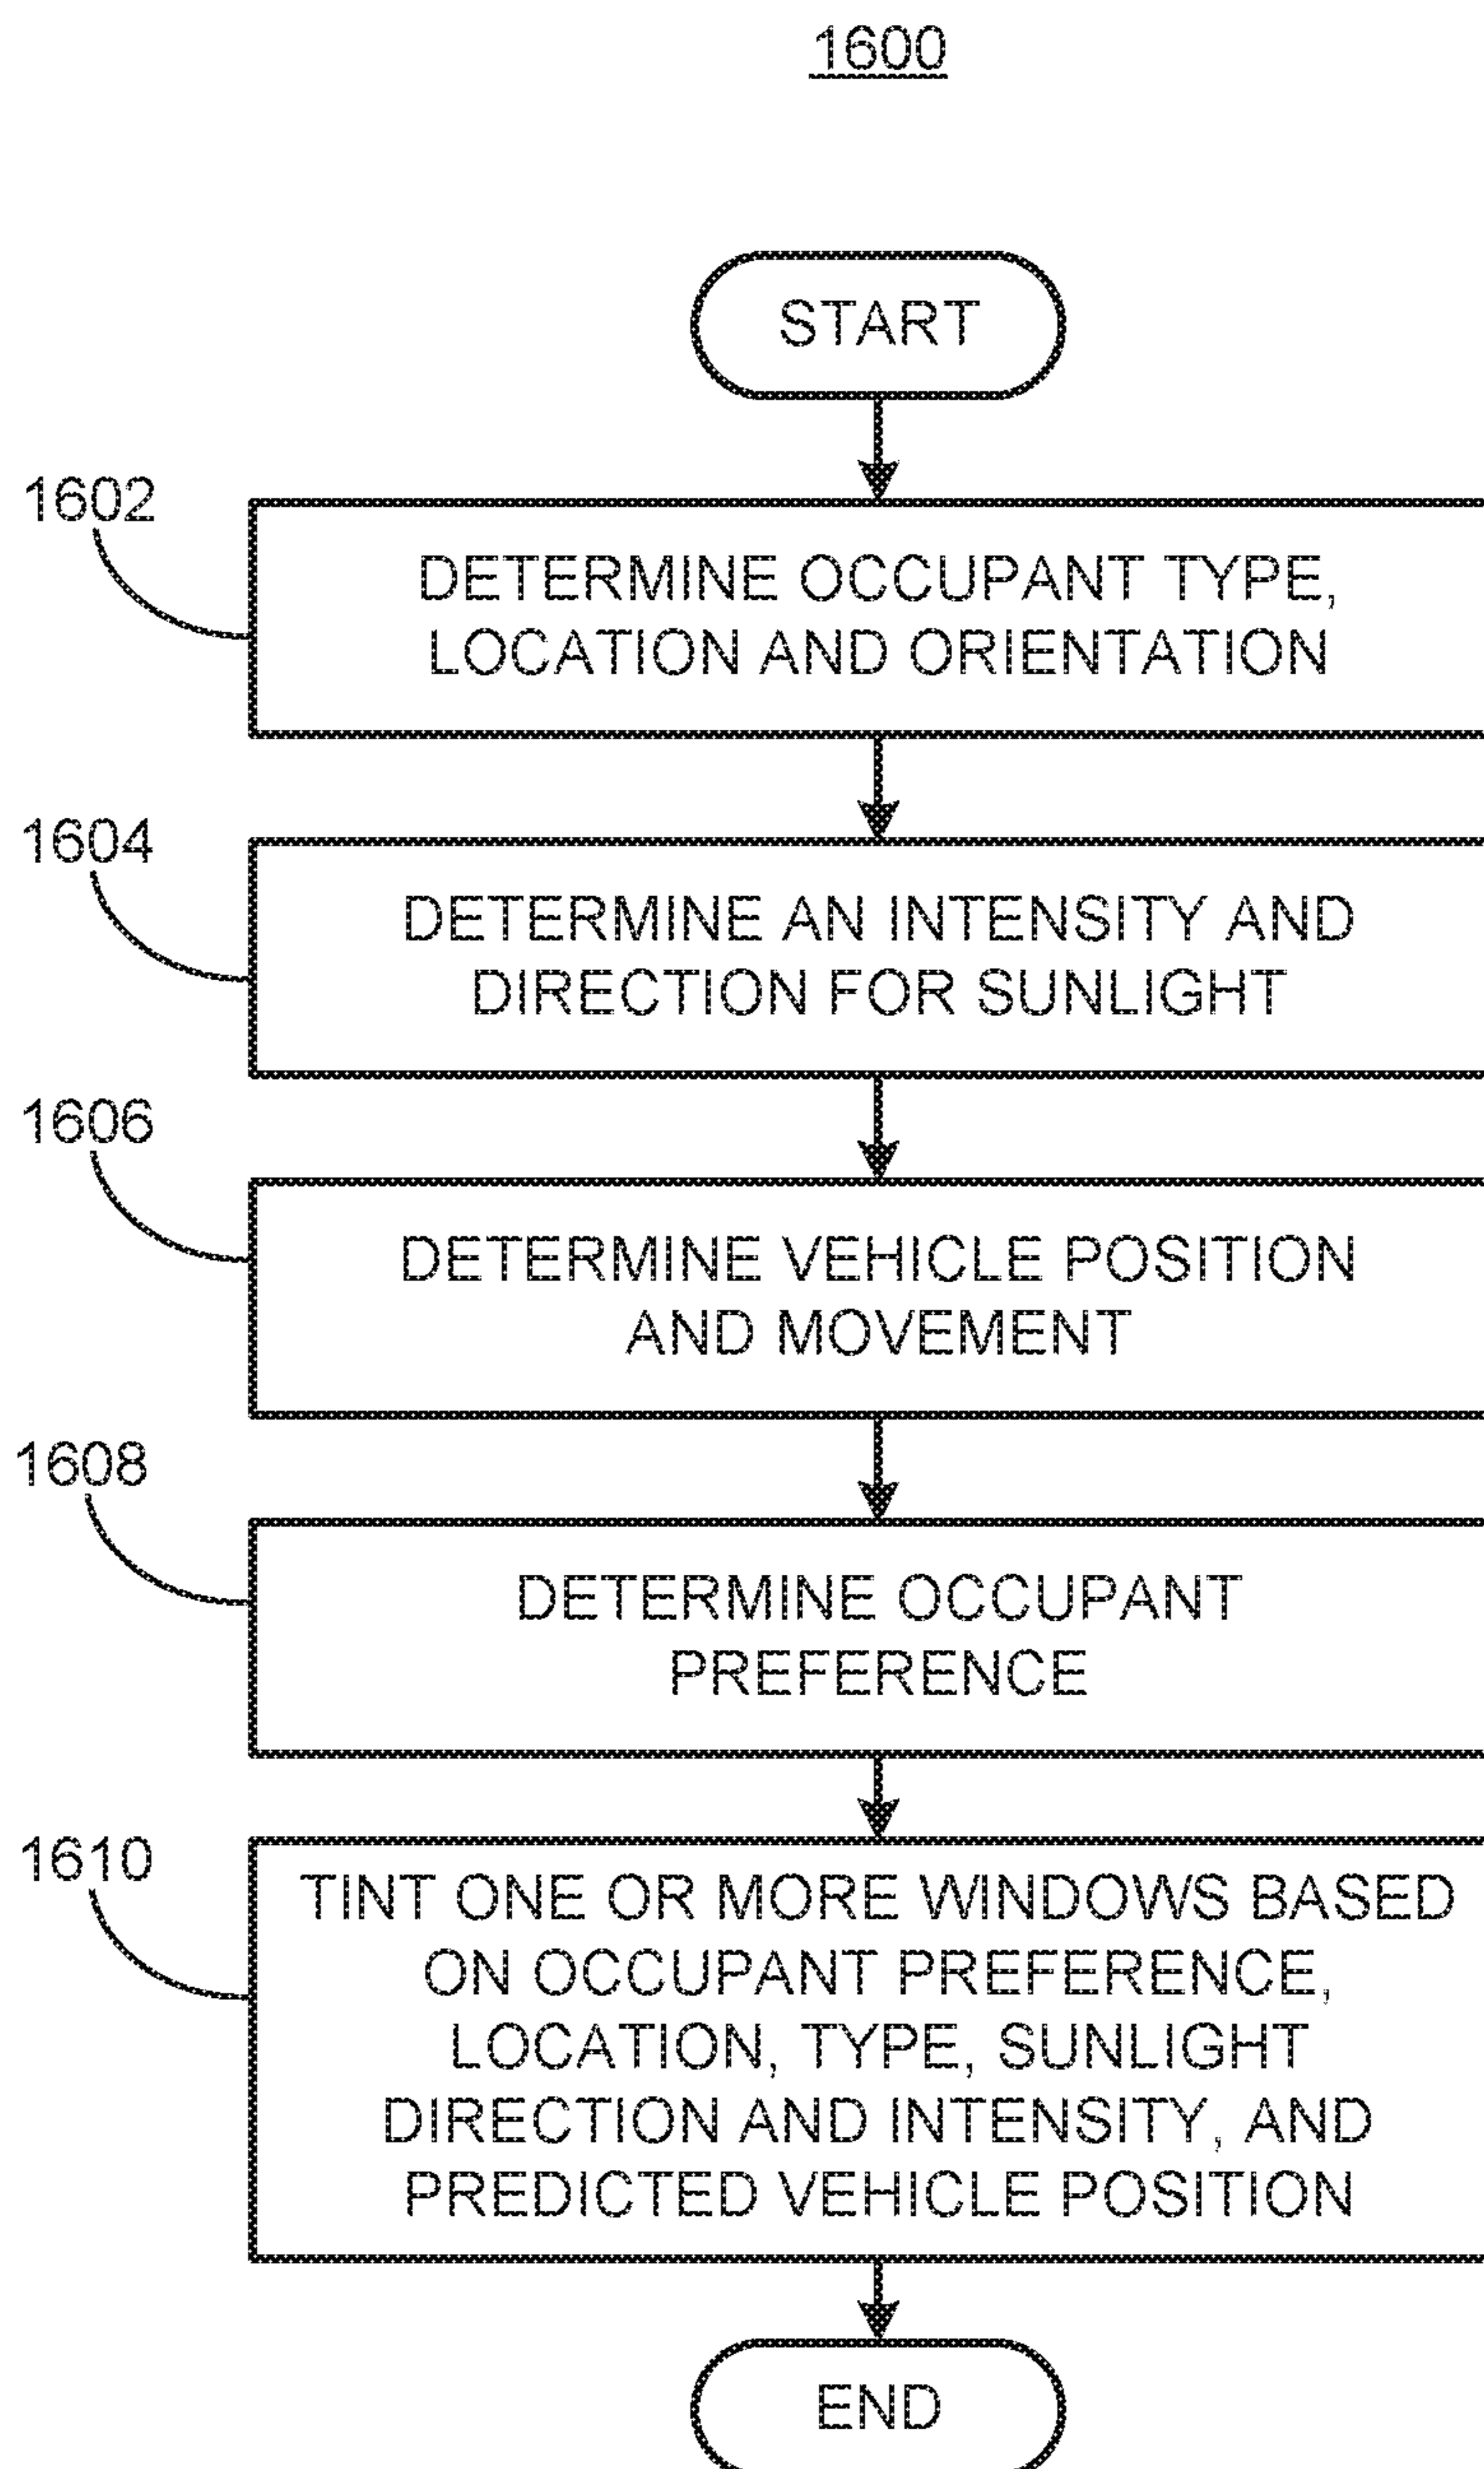 1600
START
1602
DETERMINE OCCUPANT TYPE,
LOCATION AND ORIENTATION
1604
DETERMINE AN INTENSITY AND
DIRECTION FOR SUNLIGHT
1606
DETERMINE VEHICLE POSITION
AND MOVEMENT
1608
DETERMINE OCCUPANT
PREFERENCE
1610
TINT ONE OR MORE WINDOWS BASED
ON OCCUPANT PREFERENCE,
LOCATION, TYPE, SUNLIGHT
DIRECTION AND INTENSITY, AND
PREDICTED VEHICLE POSITION
END